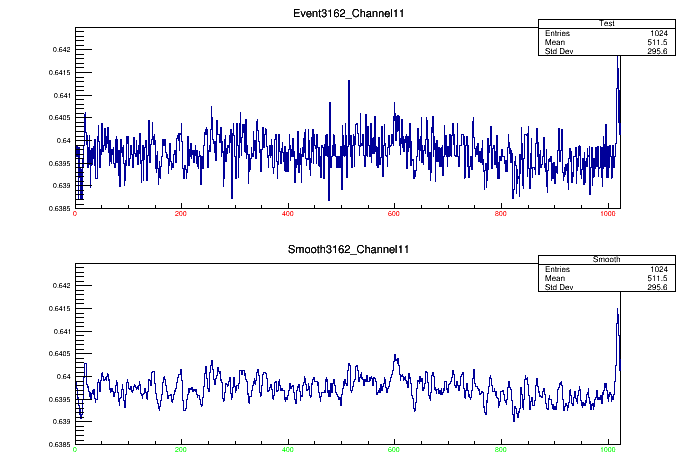 Event3162_Channel11
Test
Entries 1024
Mean 511.5
Std Dev 295.6
0.642
0.6415
0.641
0.6405
0.64
0.6395
0.639
0.6385
0 200 400 600 800 1000
Smooth3162_Channel11
Smooth
Entries 1024
Mean 511.5
Std Dev 295.6
0.642
0.6415
0.641
0.6405
0.64
0.6395
0.639
0.6385
0 200 400 600 800 1000